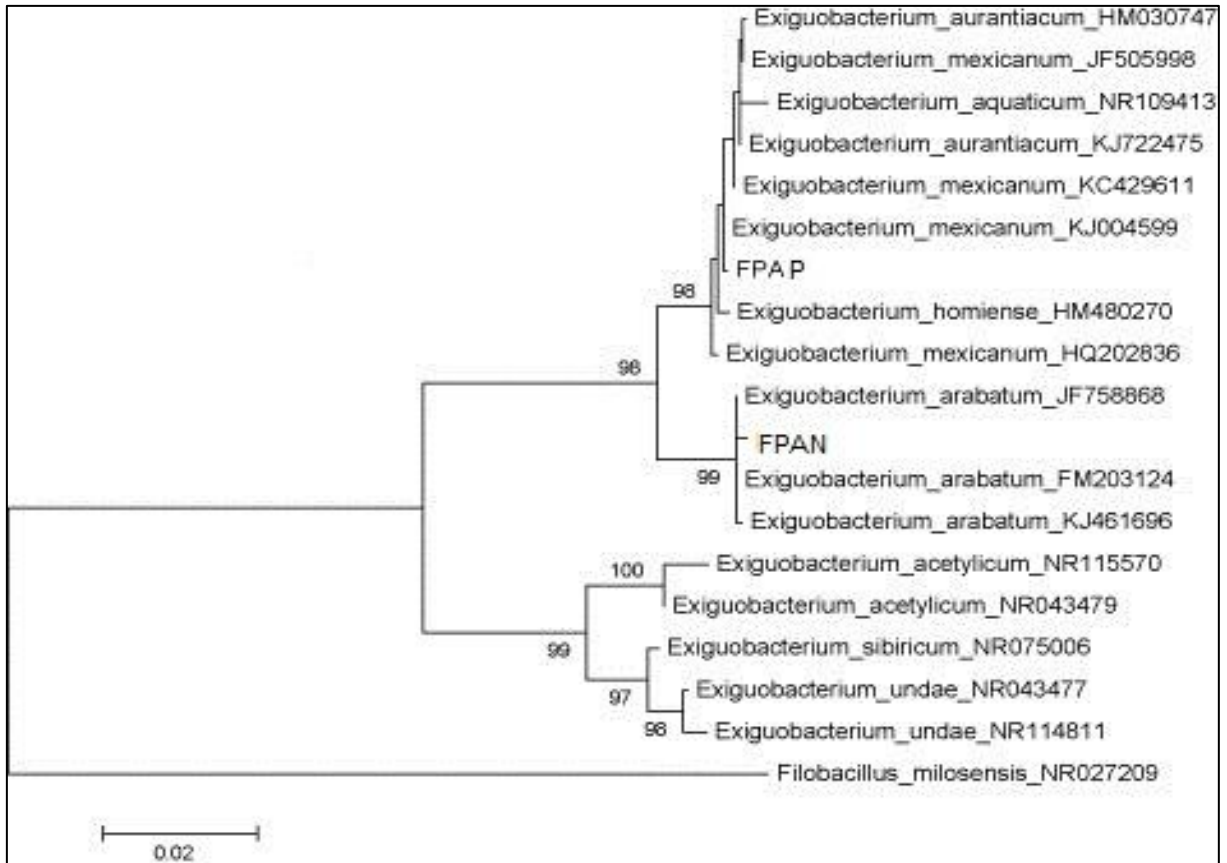 Exiguobacterium_aurantiacum_HM030747
Exiguobacterium_mexicanum_JF505998
Exiguobacterium_aquaticum_NR109413
Exiguobacterium_aurantiacum_KJ722475
Exiguobacterium_mexicanum_KC429611
Exiguobacterium_mexicanum_KJ004599
FPAP
98
Exiguobacterium_homiense_HM480270
Exiguobacterium_mexicanum_HQ202836
98
Exiguobacterium_arabatum_JF758868
FPAN
99
Exiguobacterium_arabatum_FM203124
Exiguobacterium_arabatum_KJ461696
Exiguobacterium_acetylicum_NR115570
100
Exiguobacterium_acetylicum_NR043479
99
Exiguobacterium_sibiricum_NR075006
97
Exiguobacterium_undae_NR043477
98
Exiguobacterium_undae_NR114811
Filobacillus_milosensis_NR027209
0.02